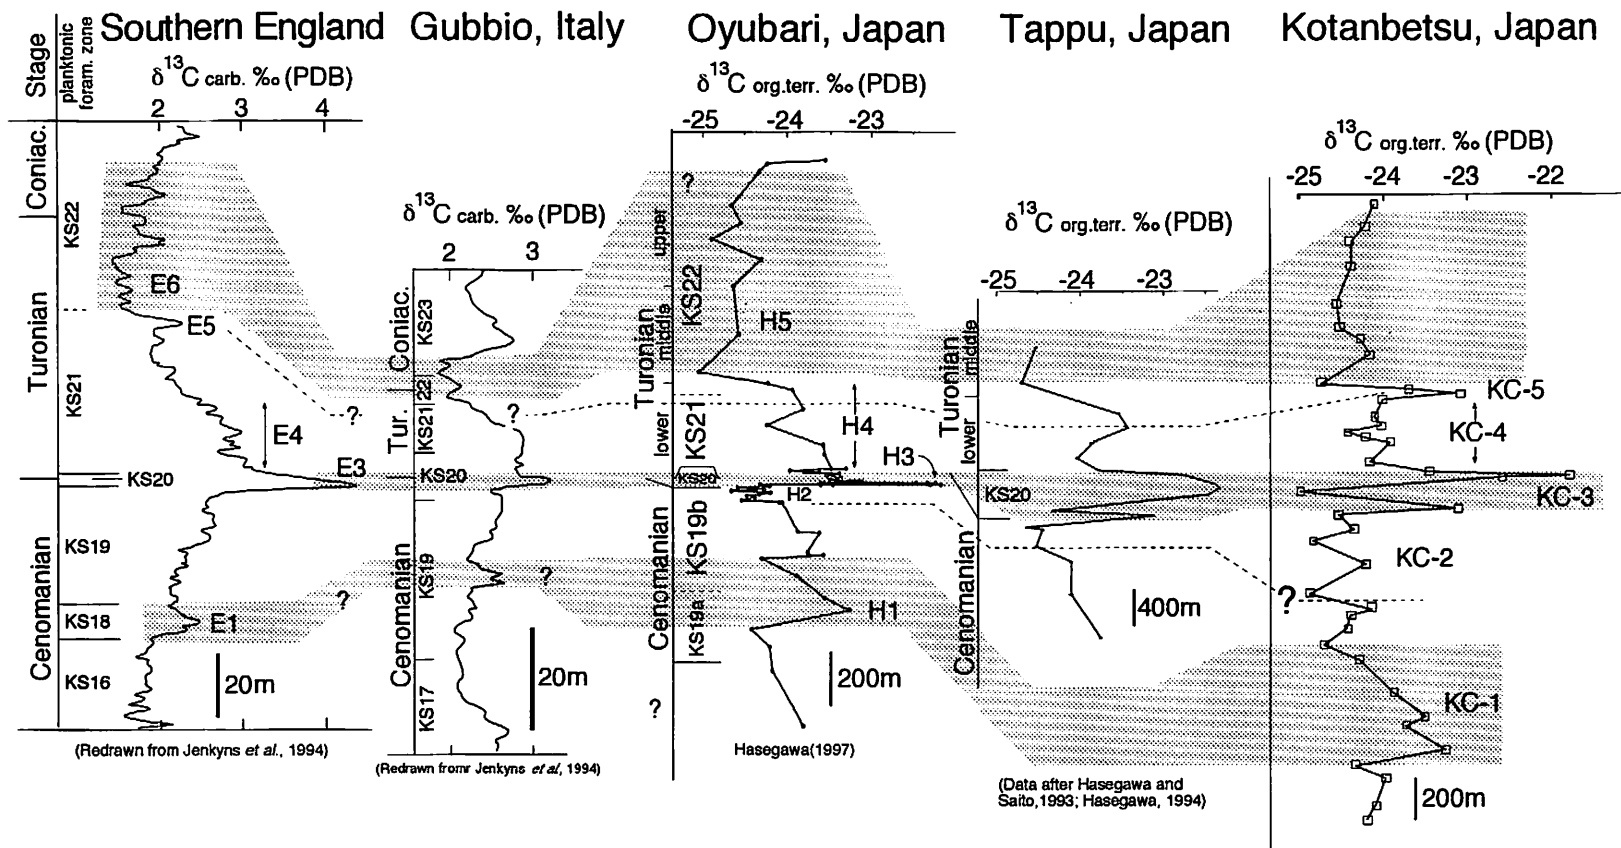 Southern England
Gubbio, Italy
Oyubari, Japan
Tappu, Japan
Kotanbetsu, Japan
Stage
planktonic
foram. zone
δ13C carb. ‰ (PDB)
2 3 4
Coniac.
Turonian
Cenomanian
KS22
KS21
KS20
KS19
KS18
KS16
E6
E5
E4
E3
E1
?
20m
(Redrawn from Jenkyns et al., 1994)
δ13C carb. ‰ (PDB)
2 3
Coniac.
Tur.
Cenomanian
KS23
22
KS21
KS20
KS19
KS17
?
?
?
20m
(Redrawn fromr Jenkyns et al, 1994)
δ13C org.terr. ‰ (PDB)
-25 -24 -23
?
upper
middle
lower
Turonian
Cenomanian
KS22
KS21
KS20
KS19b
KS19a
?
H5
H4
H3
H2
H1
200m
Hasegawa(1997)
δ13C org.terr. ‰ (PDB)
-25 -24 -23
Turonian
middle
lower
Cenomanian
KS20
400m
(Data after Hasegawa and
Saito,1993; Hasegawa, 1994)
δ13C org.terr. ‰ (PDB)
-25 -24 -23 -22
KC-5
KC-4
KC-3
KC-2
?
KC-1
200m